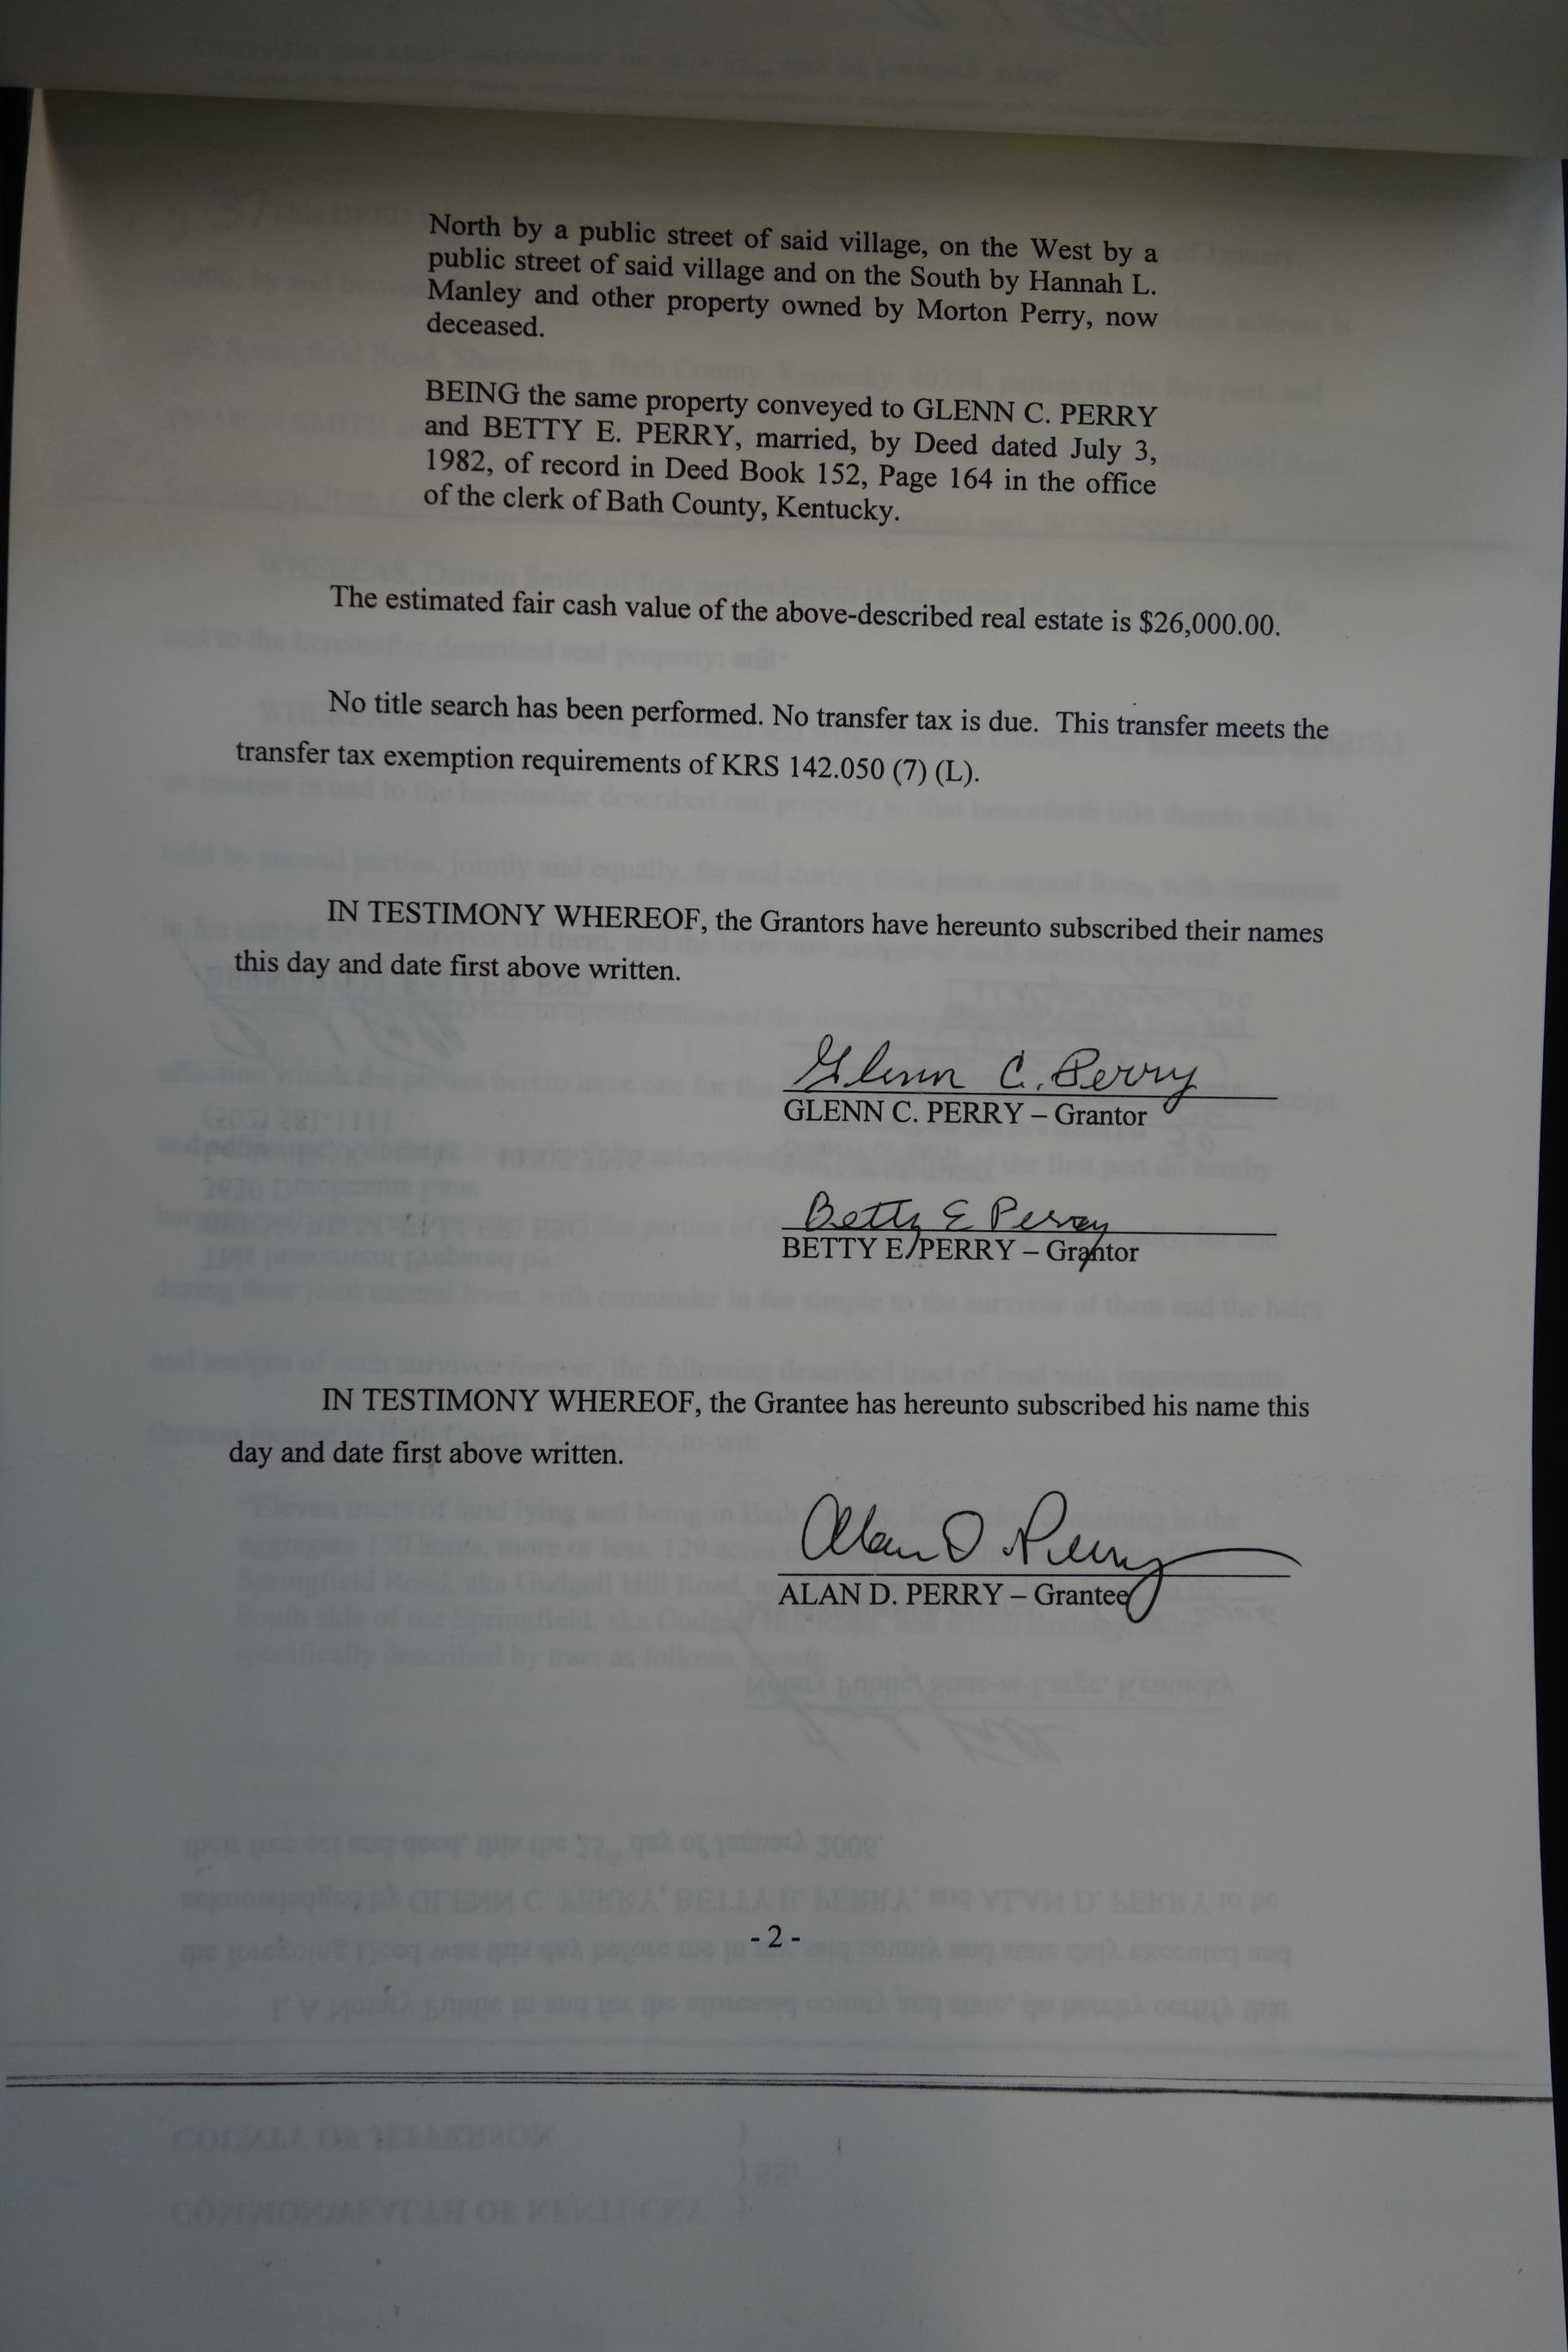 North by a public street of said village, on the West by a
public street of said village and on the South by Hannah L.
Manley and other property owned by Morton Perry, now
deceased.
BEING the same property conveyed to GLENN C. PERRY
and BETTY E. PERRY, married, by Deed dated July 3,
1982, of record in Deed Book 152, Page 164 in the office
of the clerk of Bath County, Kentucky.
The estimated fair cash value of the above-described real estate is $26,000.00.
No title search has been performed. No transfer tax is due. This transfer meets the
transfer tax exemption requirements of KRS 142.050 (7) (L).
IN TESTIMONY WHEREOF, the Grantors have hereunto subscribed their names
this day and date first above written.
Glenn C. Perry
GLENN C. PERRY – Grantor
Betty E Perry
BETTY E. PERRY – Grantor
IN TESTIMONY WHEREOF, the Grantee has hereunto subscribed his name this
day and date first above written.
Alan D. Perry
ALAN D. PERRY – Grantee
- 2 -